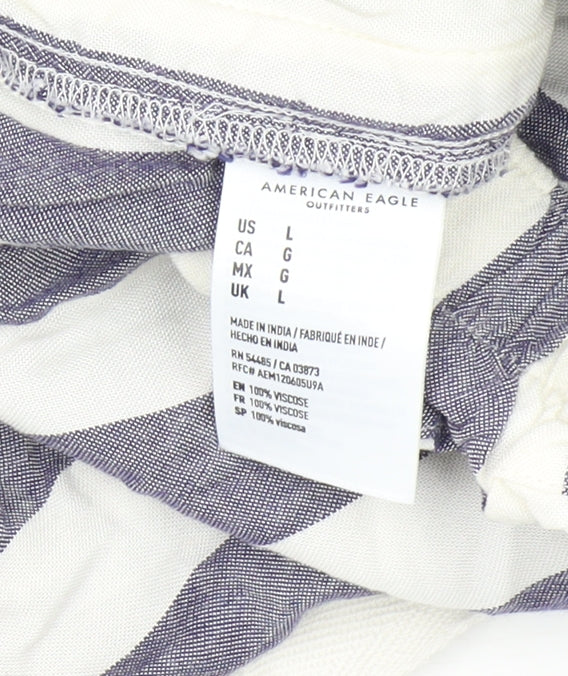 AMERICAN EAGLE
OUTFITTERS
US L
CA G
MX G
UK L
MADE IN INDIA / FABRIQUÉ EN INDE /
HECHO EN INDIA
RN 54485 / CA 03873
RFC# AEM120605U9A
EN 100% VISCOSE
FR 100% VISCOSE
SP 100% viscosa